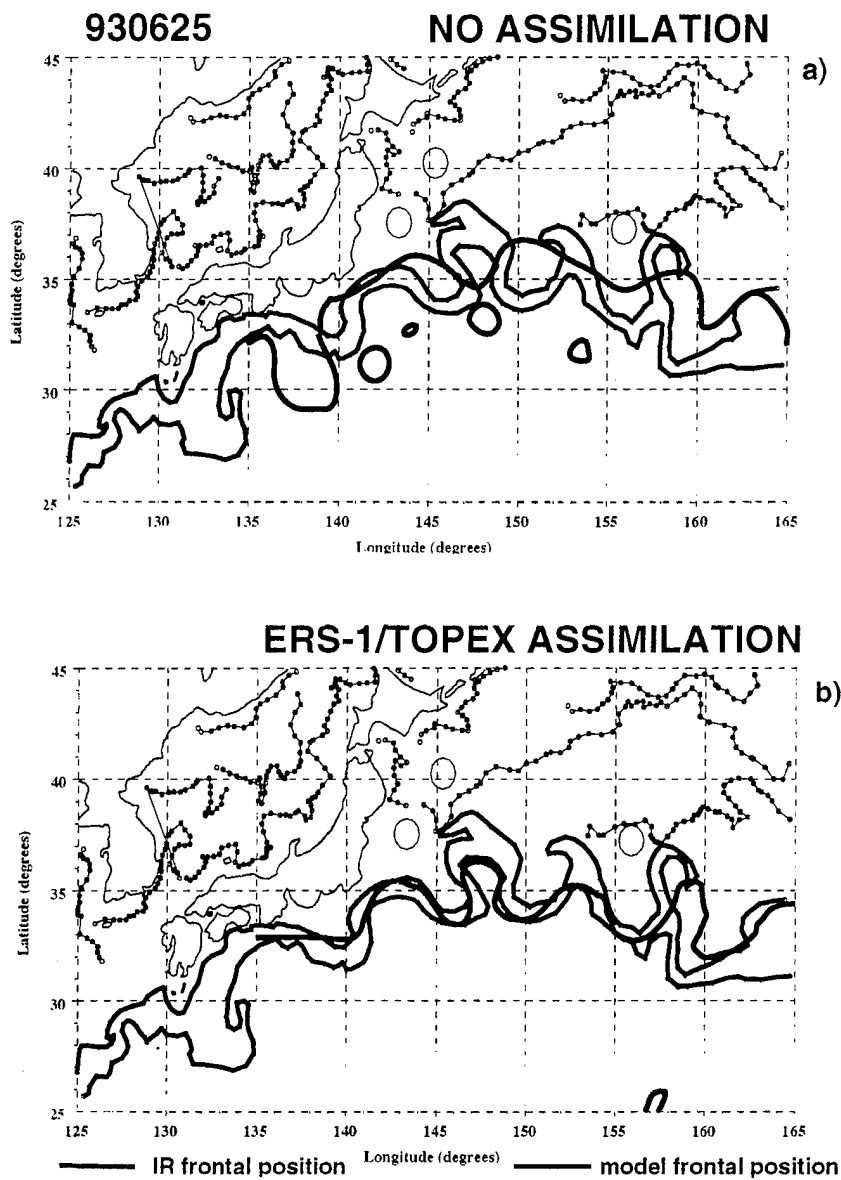 930625
NO ASSIMILATION
a)
45
40
35
30
25
Latitude (degrees)
125 130 135 140 145 150 155 160 165
Longitude (degrees)
ERS-1/TOPEX ASSIMILATION
b)
45
40
35
30
25
Latitude (degrees)
125 130 135 140 145 150 155 160 165
Longitude (degrees)
IR frontal position
model frontal position